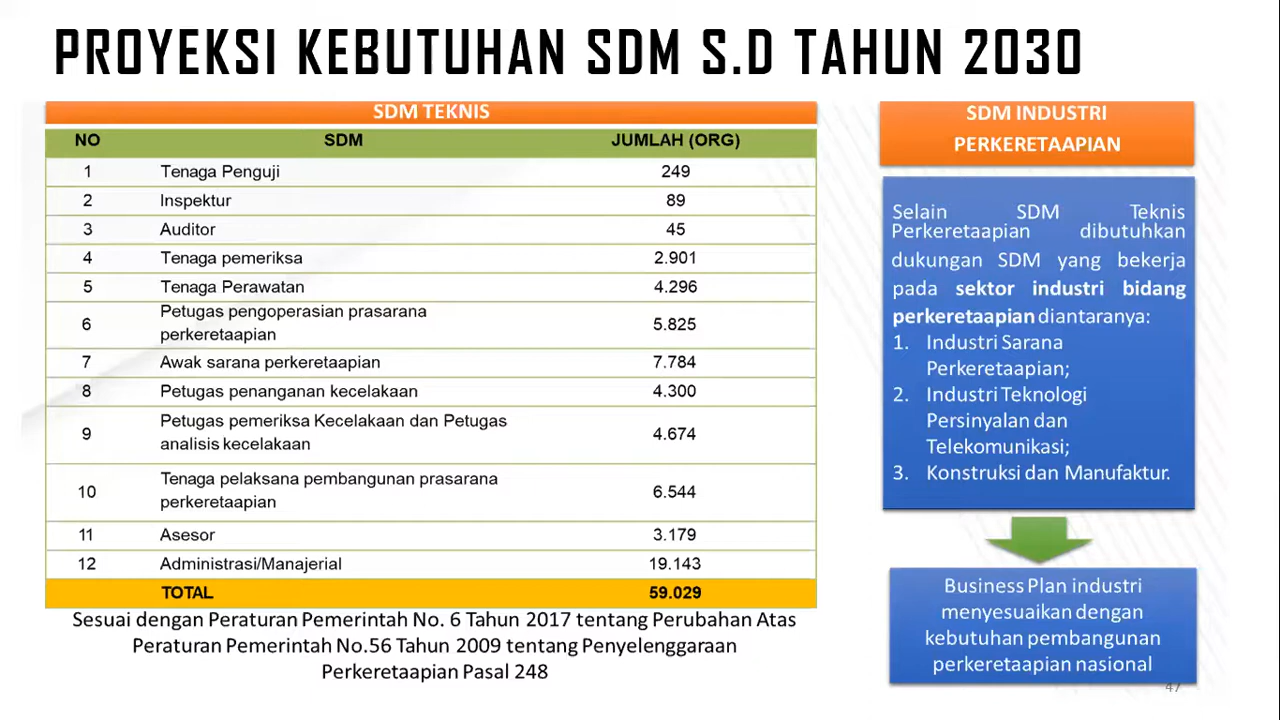 PROYEKSI KEBUTUHAN SDM S.D TAHUN 2030
SDM TEKNIS
NO SDM JUMLAH (ORG)
1 Tenaga Penguji 249
2 Inspektur 89
3 Auditor 45
4 Tenaga pemeriksa 2.901
5 Tenaga Perawatan 4.296
6 Petugas pengoperasian prasarana
perkeretaapian 5.825
7 Awak sarana perkeretaapian 7.784
8 Petugas penanganan kecelakaan 4.300
9 Petugas pemeriksa Kecelakaan dan Petugas
analisis kecelakaan 4.674
10 Tenaga pelaksana pembangunan prasarana
perkeretaapian 6.544
11 Asesor 3.179
12 Administrasi/Manajerial 19.143
TOTAL 59.029
Sesuai dengan Peraturan Pemerintah No. 6 Tahun 2017 tentang Perubahan Atas
Peraturan Pemerintah No.56 Tahun 2009 tentang Penyelenggaraan
Perkeretaapian Pasal 248
SDM INDUSTRI
PERKERETAAPIAN
Selain SDM Teknis
Perkeretaapian dibutuhkan
dukungan SDM yang bekerja
pada sektor industri bidang
perkeretaapian diantaranya:
1. Industri Sarana
Perkeretaapian;
2. Industri Teknologi
Persinyalan dan
Telekomunikasi;
3. Konstruksi dan Manufaktur.
Business Plan industri
menyesuaikan dengan
kebutuhan pembangunan
perkeretaapian nasional
47